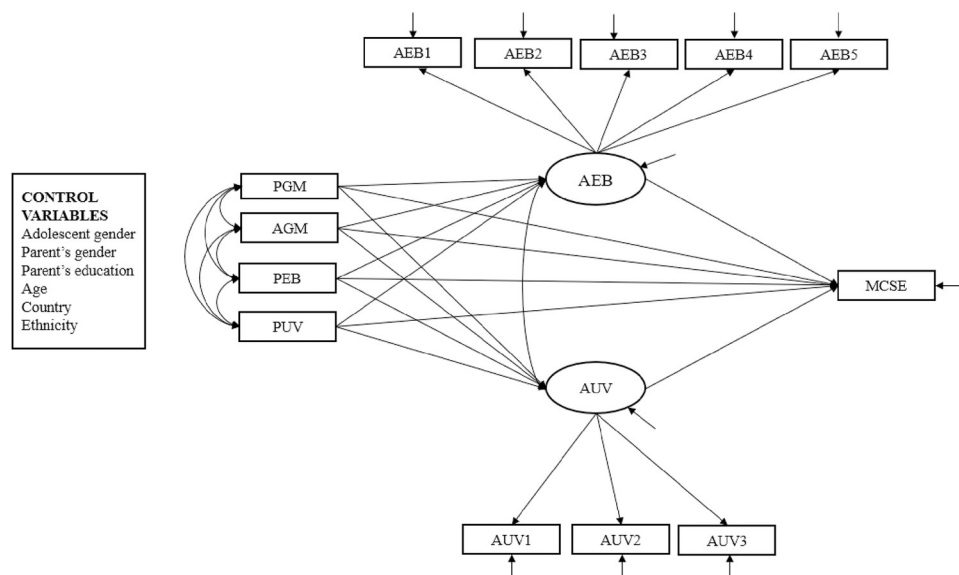 AEB1
AEB2
AEB3
AEB4
AEB5
CONTROL
VARIABLES
Adolescent gender
Parent's gender
Parent's education
Age
Country
Ethnicity
PGM
AGM
PEB
PUV
AEB
AUV
MCSE
AUV1
AUV2
AUV3